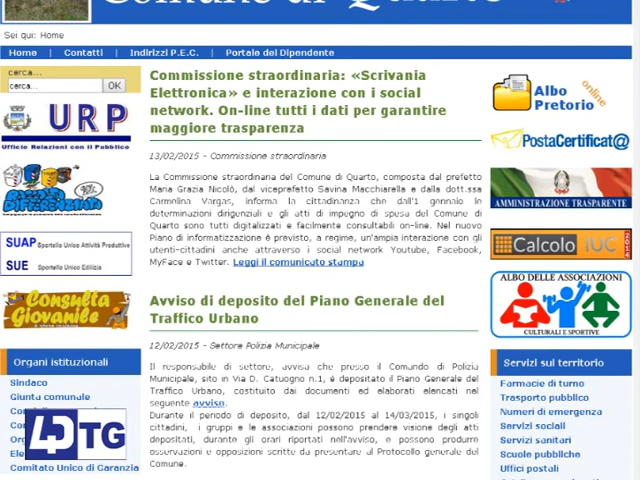 Comune di Quarto
Sei qui: Home
Home | Contatti | Indirizzi P.E.C. | Portale del Dipendente
cerca...
cerca... OK
URP
Ufficio Relazioni con il Pubblico
RACCOLTA DIFFERENZIATA
SUAP Sportello Unico Attività Produttive
SUE Sportello Unico Edilizia
Consulta
Giovanile
Organi istituzionali
Sindaco
Giunta comunale
Comitato Unico di Garanzia
TG
Commissione straordinaria: «Scrivania
Elettronica» e interazione con i social
network. On-line tutti i dati per garantire
maggiore trasparenza
13/02/2015 - Commissione straordinaria
La Commissione straordinaria del Comune di Quarto, composta dal prefetto
Maria Grazia Nicolò, dal viceprefetto Savina Macchiarella e dalla dott.ssa
Carmolina Vargas, informa la cittadinanza che dall'1 gennaio le
determinazioni dirigenziali e gli atti di impegno di spesa del Comune di
Quarto sono tutti digitalizzati e facilmente consultabili on-line. Nel nuovo
Piano di informatizzazione è previsto, a regime, un'ampia interazione con gli
utenti-cittadini anche attraverso i social network Youtube, Facebook,
MyFace e Twitter. Leggi il comunicato stampa
Avviso di deposito del Piano Generale del
Traffico Urbano
12/02/2015 - Settore Polizia Municipale
Il responsabile di settore, avvisa che presso il Comando di Polizia
Municipale, sito in Via D. Catuogno n.1, è depositato il Piano Generale del
Traffico Urbano, costituito dai documenti ed elaborati elencati nel
seguente avviso.
Durante il periodo di deposito, dal 12/02/2015 al 14/03/2015, i singoli
cittadini, i gruppi e le associazioni possono prendere visione degli atti
depositati, durante gli orari riportati nell'avviso, e possono produrre
osservazioni e opposizioni scritte da presentare al Protocollo generale del
Comune.
Albo
Pretorio
online
PostaCertific@t@
AMMINISTRAZIONE TRASPARENTE
Calcolo IUC 2014
ALBO DELLE ASSOCIAZIONI
CULTURALI E SPORTIVE
Servizi sul territorio
Farmacie di turno
Trasporto pubblico
Numeri di emergenza
Servizi sociali
Servizi sanitari
Scuole pubbliche
Uffici postali